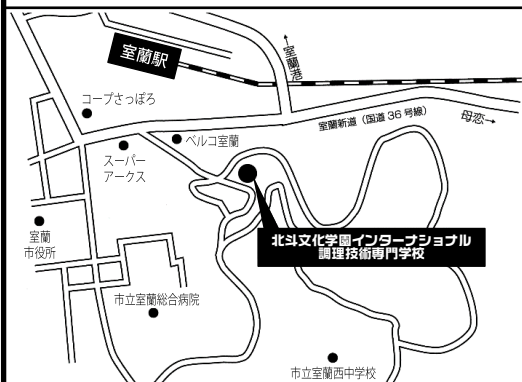 室蘭駅
←室蘭港
コープさっぽろ
室蘭新道（国道36号線）
母恋→
ベルコ室蘭
スーパー
アークス
室蘭
市役所
北斗文化学園インターナショナル
調理技術専門学校
市立室蘭総合病院
市立室蘭西中学校